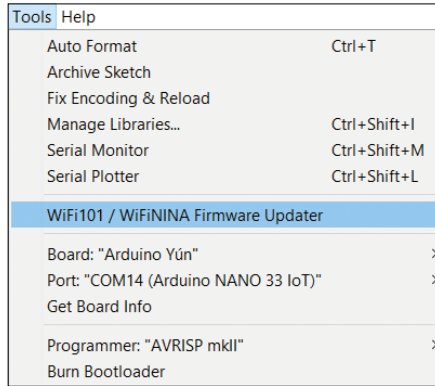 Tools Help
Auto Format Ctrl+T
Archive Sketch
Fix Encoding & Reload
Manage Libraries... Ctrl+Shift+I
Serial Monitor Ctrl+Shift+M
Serial Plotter Ctrl+Shift+L
WiFi101 / WiFiNINA Firmware Updater
Board: "Arduino Yún"
Port: "COM14 (Arduino NANO 33 IoT)"
Get Board Info
Programmer: "AVRISP mkII"
Burn Bootloader